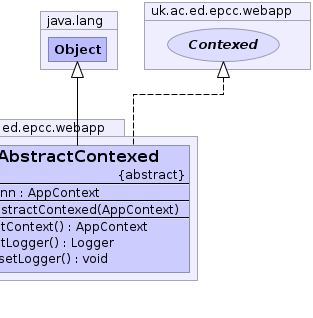 java.lang
Object
uk.ac.ed.epcc.webapp
Contexed
ed.epcc.webapp
AbstractContexed
{abstract}
nn : AppContext
stractContexed(AppContext)
tContext() : AppContext
tLogger() : Logger
setLogger() : void